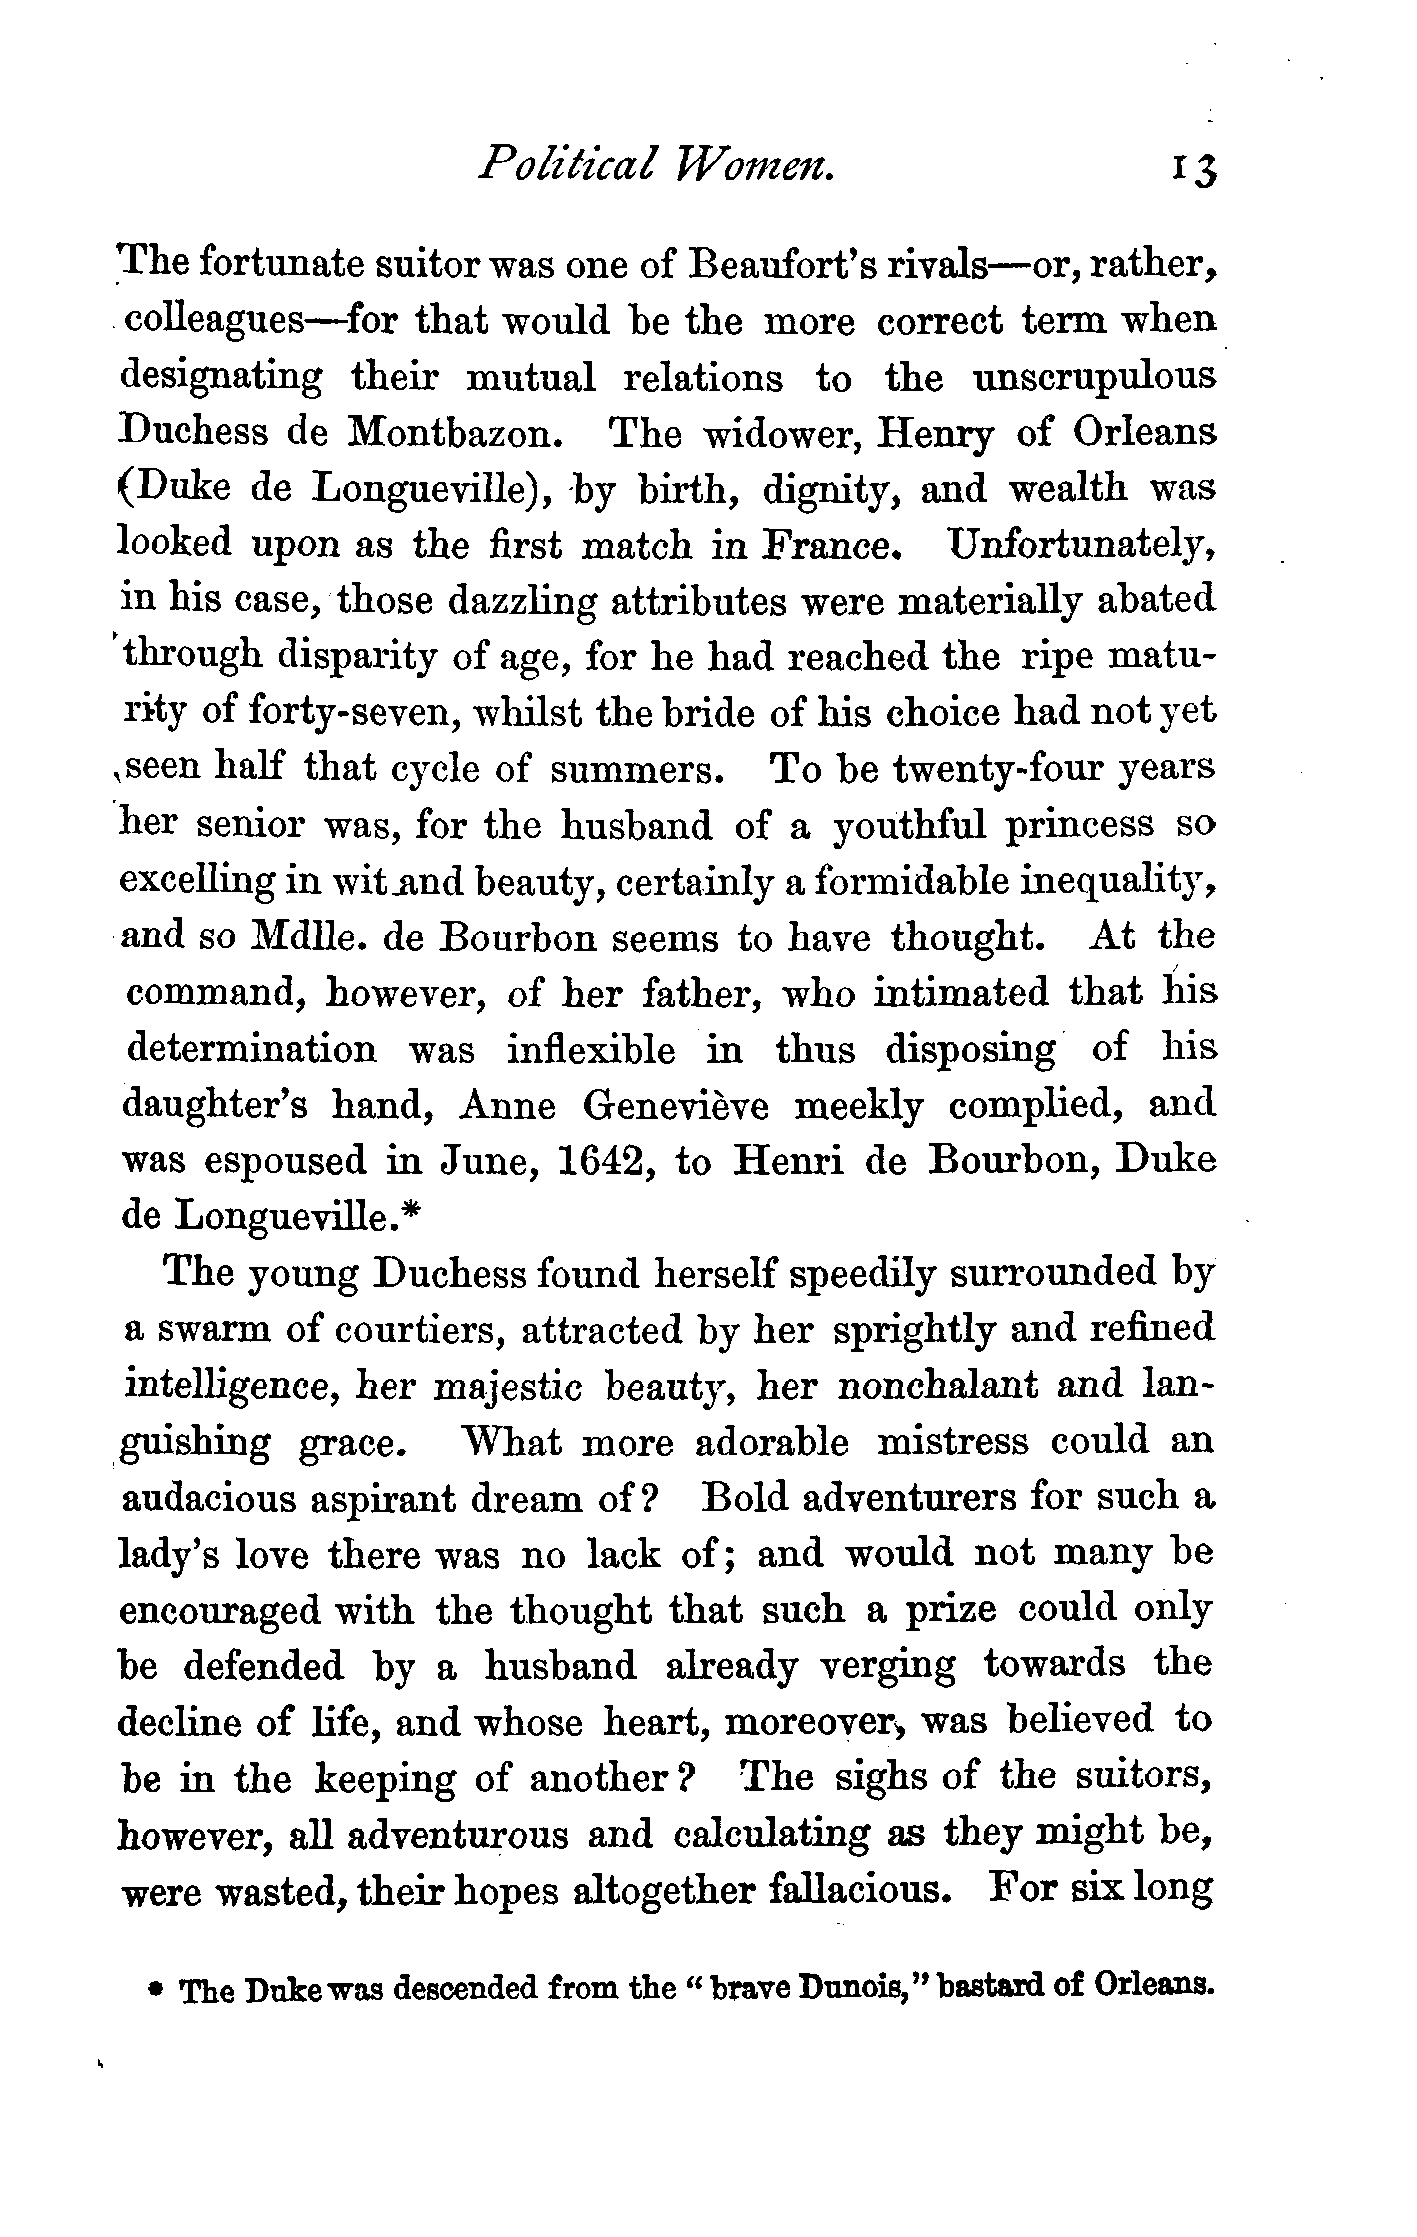 Political Women. 13
The fortunate suitor was one of Beaufort's rivals—or, rather,
colleagues—for that would be the more correct term when
designating their mutual relations to the unscrupulous
Duchess de Montbazon. The widower, Henry of Orleans
(Duke de Longueville), by birth, dignity, and wealth was
looked upon as the first match in France. Unfortunately,
in his case, those dazzling attributes were materially abated
through disparity of age, for he had reached the ripe matu-
rity of forty-seven, whilst the bride of his choice had not yet
seen half that cycle of summers. To be twenty-four years
her senior was, for the husband of a youthful princess so
excelling in wit and beauty, certainly a formidable inequality,
and so Mdlle. de Bourbon seems to have thought. At the
command, however, of her father, who intimated that his
determination was inflexible in thus disposing of his
daughter's hand, Anne Geneviève meekly complied, and
was espoused in June, 1642, to Henri de Bourbon, Duke
de Longueville.*
The young Duchess found herself speedily surrounded by
a swarm of courtiers, attracted by her sprightly and refined
intelligence, her majestic beauty, her nonchalant and lan-
guishing grace. What more adorable mistress could an
audacious aspirant dream of? Bold adventurers for such a
lady's love there was no lack of; and would not many be
encouraged with the thought that such a prize could only
be defended by a husband already verging towards the
decline of life, and whose heart, moreover, was believed to
be in the keeping of another? The sighs of the suitors,
however, all adventurous and calculating as they might be,
were wasted, their hopes altogether fallacious. For six long
* The Duke was descended from the "brave Dunois," bastard of Orleans.